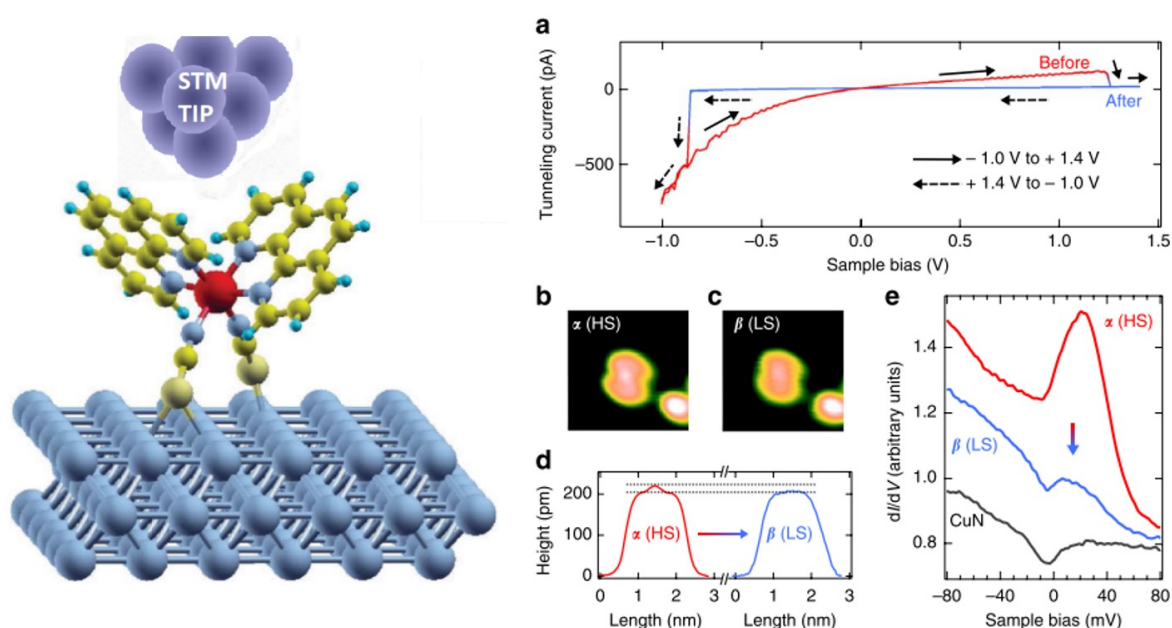 STM
TIP
a
Tunneling current (pA)
0
−500
Before
After
− 1.0 V to + 1.4 V
+ 1.4 V to − 1.0 V
−1.0
−0.5
0.0
0.5
1.0
1.5
Sample bias (V)
b
α (HS)
c
β (LS)
d
Height (pm)
200
100
0
α (HS)
β (LS)
0
1
2
3
0
1
2
3
Length (nm)
Length (nm)
e
dI/dV (arbitrary units)
1.4
1.2
1.0
0.8
α (HS)
β (LS)
CuN
−80
−40
0
40
80
Sample bias (mV)